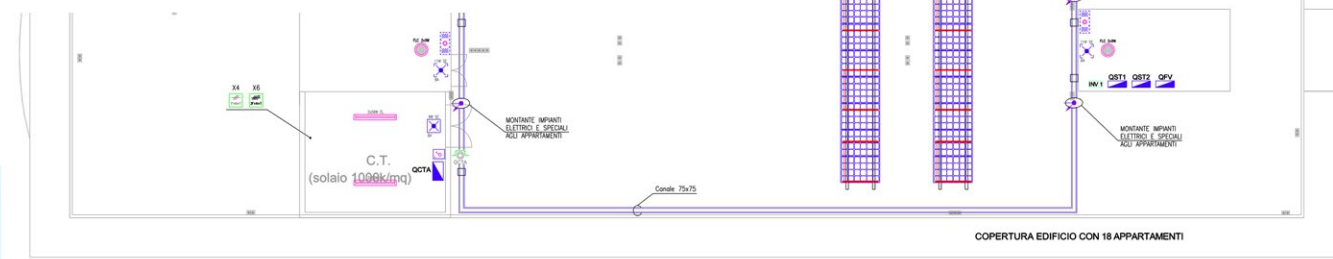 X4 X6
MONTANTE IMPIANTI
ELETTRICI E SPECIALI
AGLI APPARTAMENTI
C.T.
(solaio 1000k/mq)
QCTA
QCTA
Canale 75x75
INV 1 QST1 QST2 QFV
MONTANTE IMPIANTI
ELETTRICI E SPECIALI
AGLI APPARTAMENTI
COPERTURA EDIFICIO CON 18 APPARTAMENTI